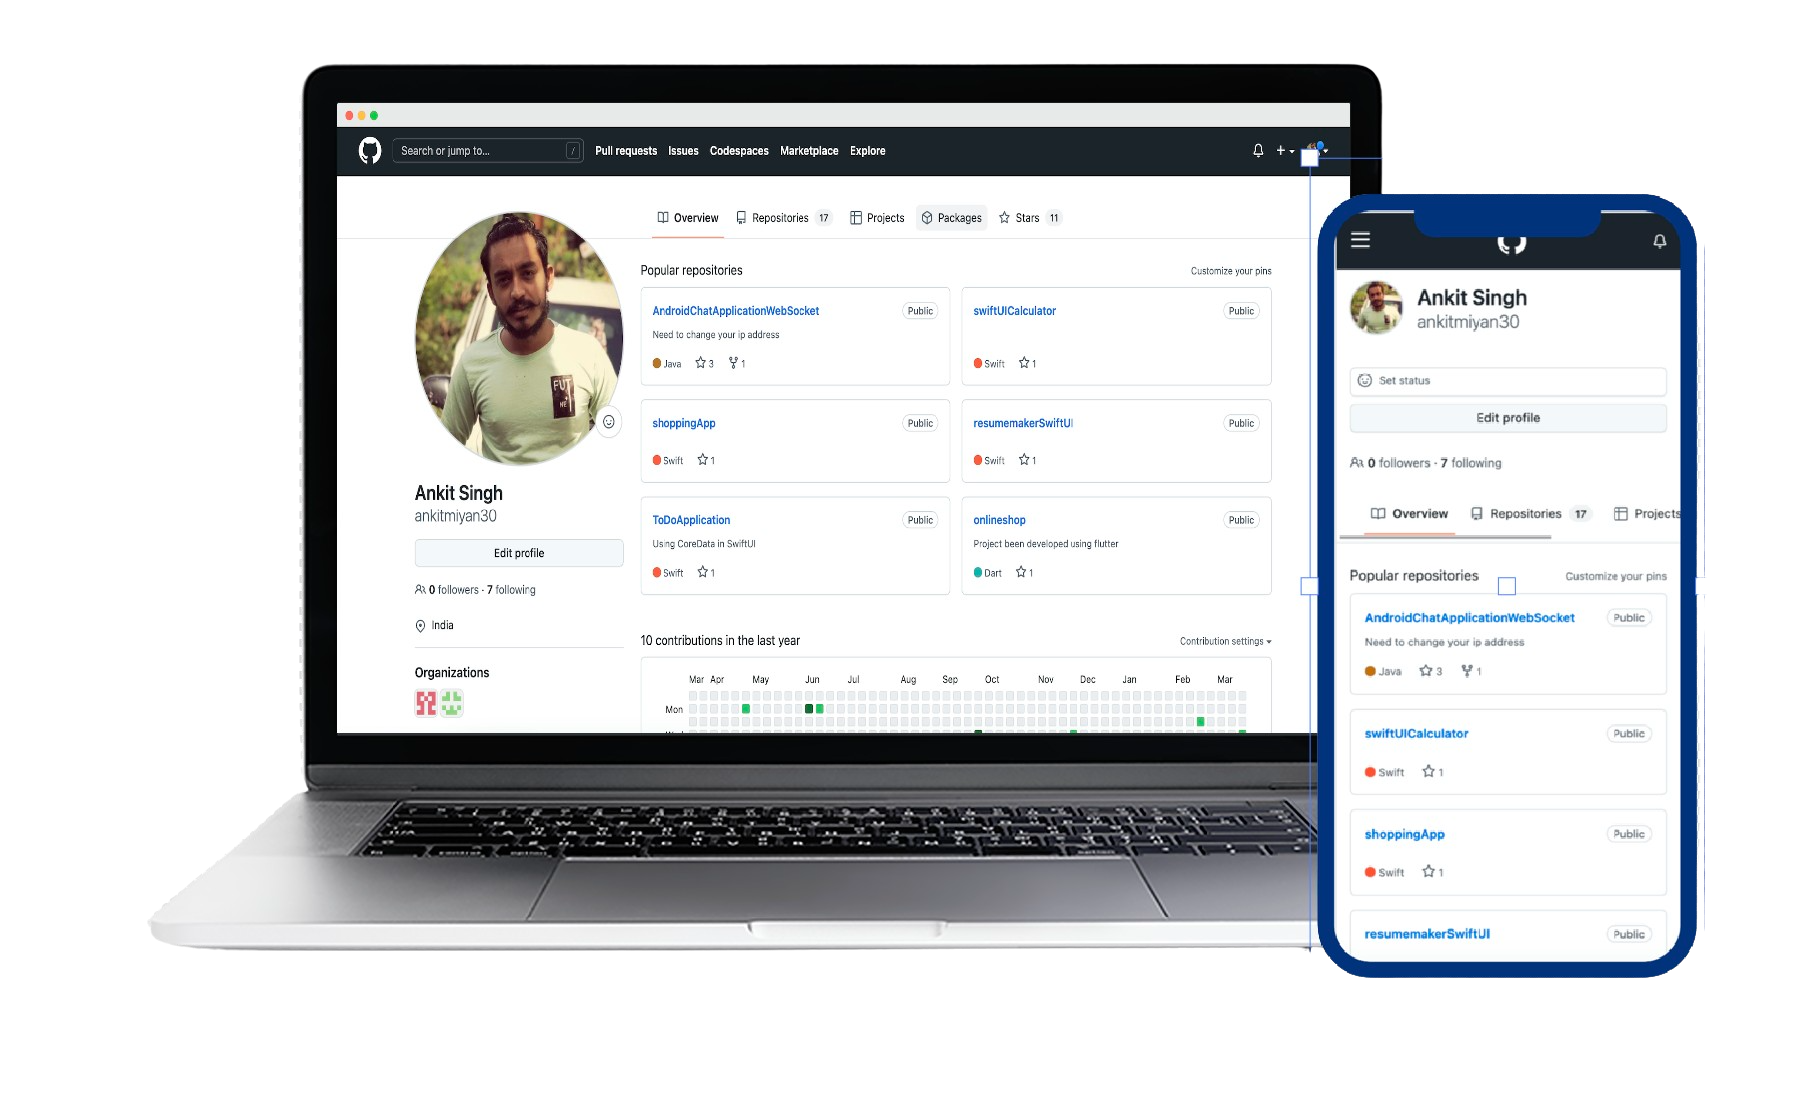 Search or jump to...
/
Pull requests Issues Codespaces Marketplace Explore
Overview Repositories 17 Projects Packages Stars 11
FUT
Ankit Singh
ankitmiyan30
Edit profile
0 followers · 7 following
India
Organizations
Popular repositories
Customize your pins
AndroidChatApplicationWebSocket Public
Need to change your ip address
Java 3 1
swiftUICalculator Public
Swift 1
shoppingApp Public
Swift 1
resumemakerSwiftUI Public
Swift 1
ToDoApplication Public
Using CoreData in SwiftUI
Swift 1
onlineshop Public
Project been developed using flutter
Dart 1
10 contributions in the last year
Contribution settings
Mar Apr May Jun Jul Aug Sep Oct Nov Dec Jan Feb Mar
Mon
Ankit Singh
ankitmiyan30
Set status
Edit profile
0 followers · 7 following
Overview Repositories 17 Projects
Popular repositories
Customize your pins
AndroidChatApplicationWebSocket Public
Need to change your ip address
Java 3 1
swiftUICalculator Public
Swift 1
shoppingApp Public
Swift 1
resumemakerSwiftUI Public